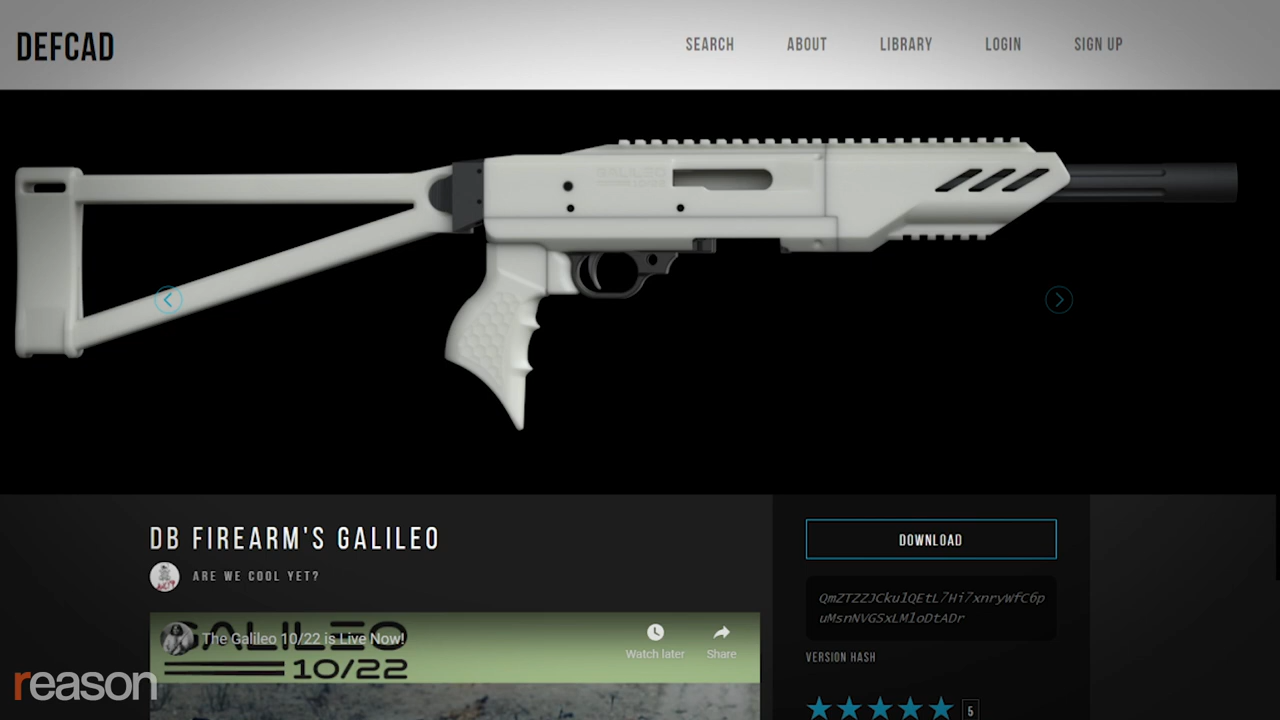 DEFCAD
SEARCH
ABOUT
LIBRARY
LOGIN
SIGN UP
GALILEO
DB FIREARM'S GALILEO
ARE WE COOL YET?
DOWNLOAD
VERSION HASH
5
GALILEO
10/22
The Galileo 10/22 is Live Now!
Watch later
Share
reason